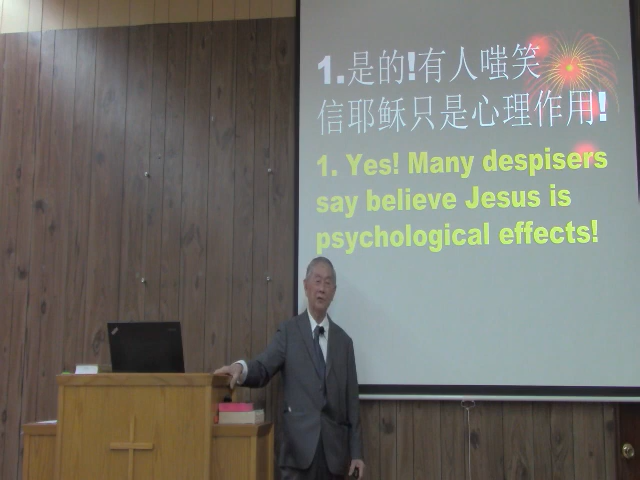 1.是的!有人嗤笑
信耶稣只是心理作用!
1. Yes! Many despisers
say believe Jesus is
psychological effects!